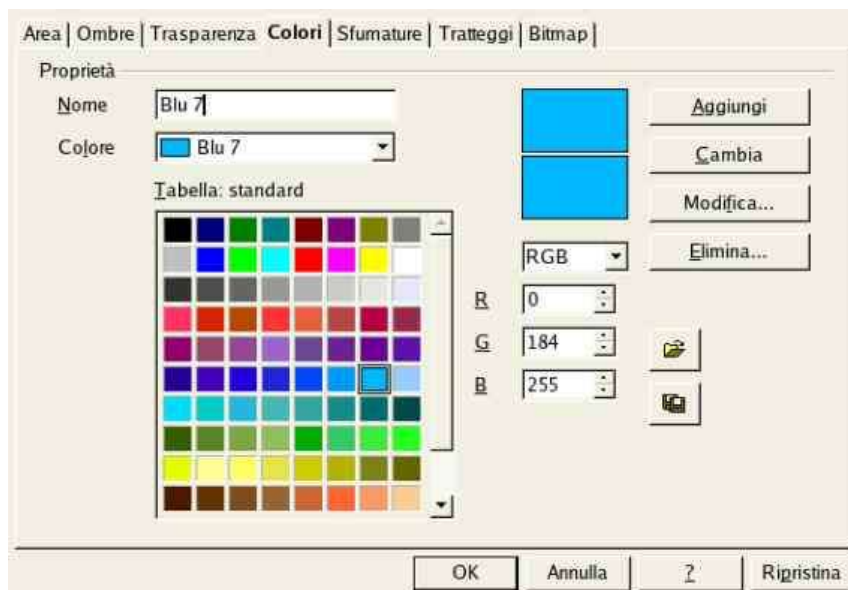 Area Ombre Trasparenza Colori Sfumature Tratteggi Bitmap
Proprietà
Nome Blu 7 Aggiungi
Colore Blu 7 Cambia
Tabella: standard Modifica...
RGB Elimina...
R 0
G 184
B 255
OK Annulla ? Ripristina